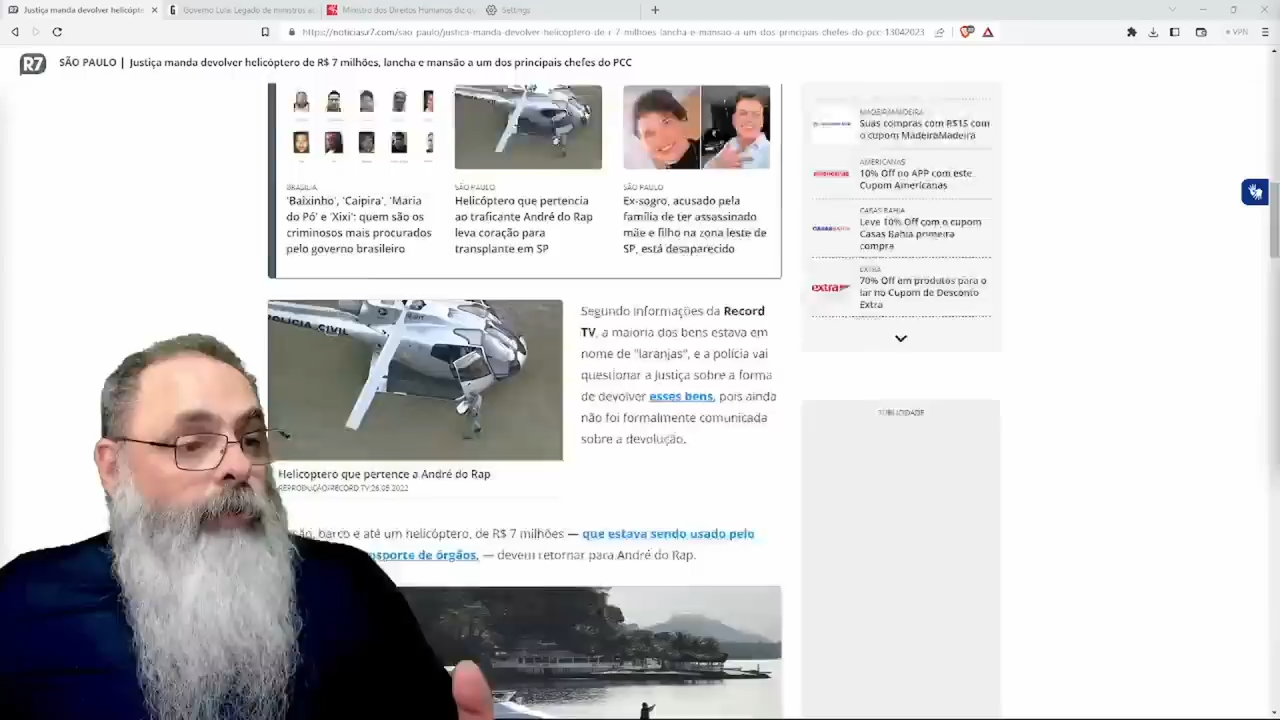 Justiça manda devolver helicópte
Governo Lula: Legado de ministros a
Ministro dos Direitos Humanos diz qu
Settings
https://noticias.r7.com/sao-paulo/justica-manda-devolver-helicoptero-de-r-7-milhoes-lancha-e-mansao-a-um-dos-principais-chefes-do-pcc-13042023
VPN
R7
SÃO PAULO | Justiça manda devolver helicóptero de R$ 7 milhões, lancha e mansão a um dos principais chefes do PCC
BRASÍLIA
'Baixinho', 'Caipira', 'Maria
do Pó' e 'Xixi': quem são os
criminosos mais procurados
pelo governo brasileiro
SÃO PAULO
Helicóptero que pertencia
ao traficante André do Rap
leva coração para
transplante em SP
SÃO PAULO
Ex-sogro, acusado pela
família de ter assassinado
mãe e filho na zona leste de
SP, está desaparecido
MADEIRAMADEIRA
Suas compras com R$15 com
o cupom MadeiraMadeira
AMERICANAS
10% Off no APP com este
Cupom Americanas
CASAS BAHIA
Leve 10% Off com o cupom
Casas Bahia primeira
compra
extra
EXTRA
70% Off em produtos para o
lar no Cupom de Desconto
Extra
PUBLICIDADE
POLICIA CIVIL
Segundo informações da Record
TV, a maioria dos bens estava em
nome de "laranjas", e a polícia vai
questionar a Justiça sobre a forma
de devolver esses bens, pois ainda
não foi formalmente comunicada
sobre a devolução.
Helicóptero que pertence a André do Rap
REPRODUÇÃO/RECORD TV 26.05.2022
barco e até um helicóptero, de R$ 7 milhões — que estava sendo usado pelo
de órgãos, — devem retornar para André do Rap.